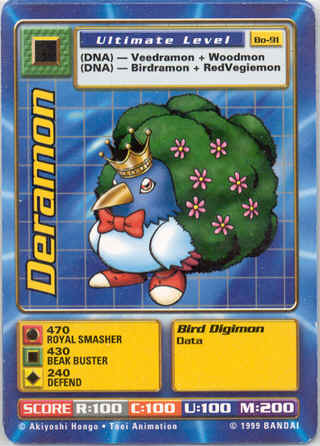 Ultimate Level
Bo-91
(DNA) — Veedramon + Woodmon
(DNA) — Birdramon + RedVegiemon
Deramon
470
ROYAL SMASHER
430
BEAK BUSTER
240
DEFEND
Bird Digimon
Data
SCORE R:100 C:100 U:100 M:200
© Akiyoshi Hongo • Toei Animation © 1999 BANDAI